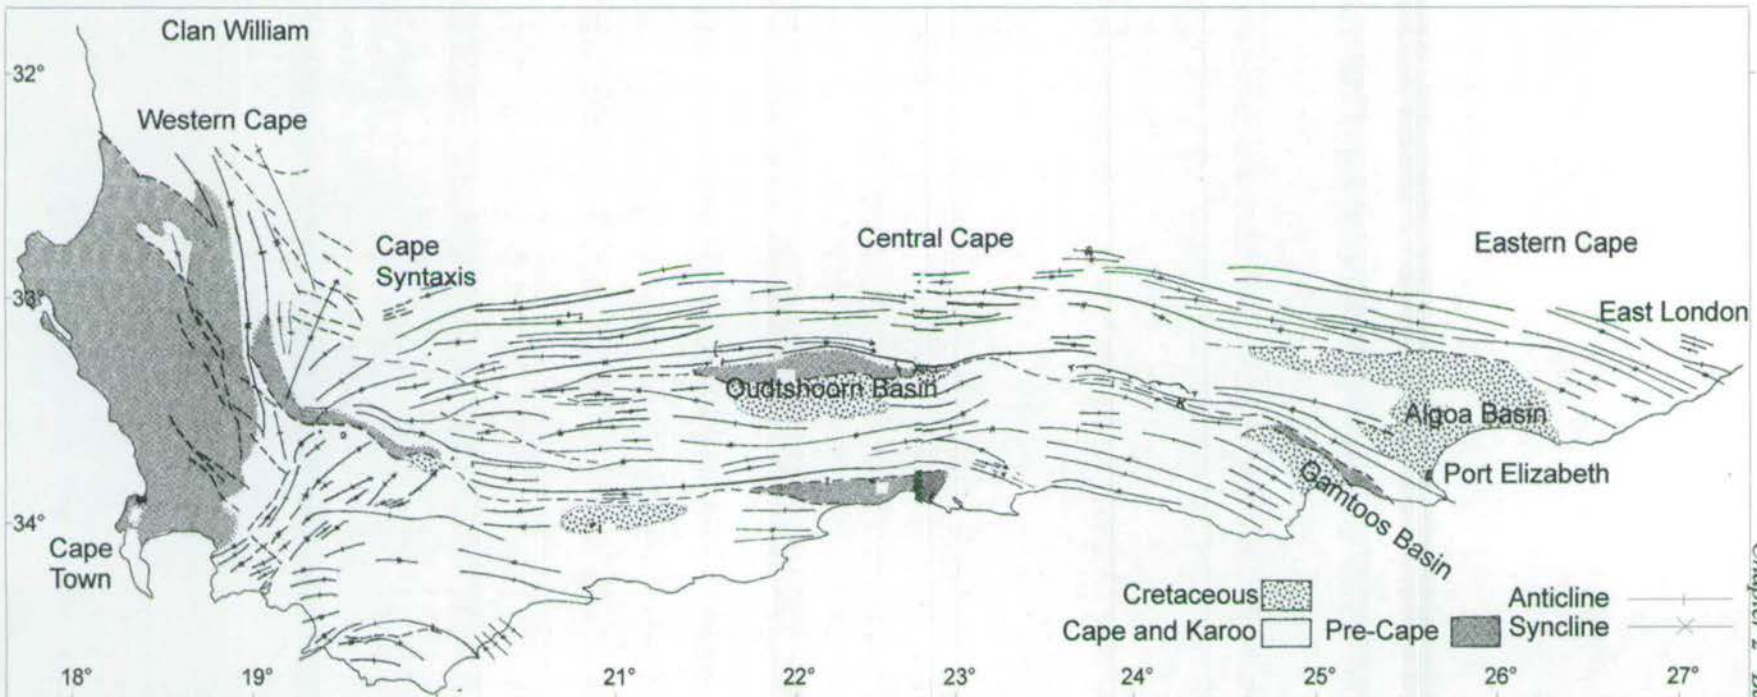 Clan William
32°
Western Cape
Cape
Syntaxis
Central Cape
Eastern Cape
33°
East London
Oudtshoorn Basin
Algoa Basin
Port Elizabeth
Gamtoos Basin
34°
Cape
Town
Cretaceous
Cape and Karoo
Pre-Cape
Anticline
Syncline
18°
19°
21°
22°
23°
24°
25°
26°
27°